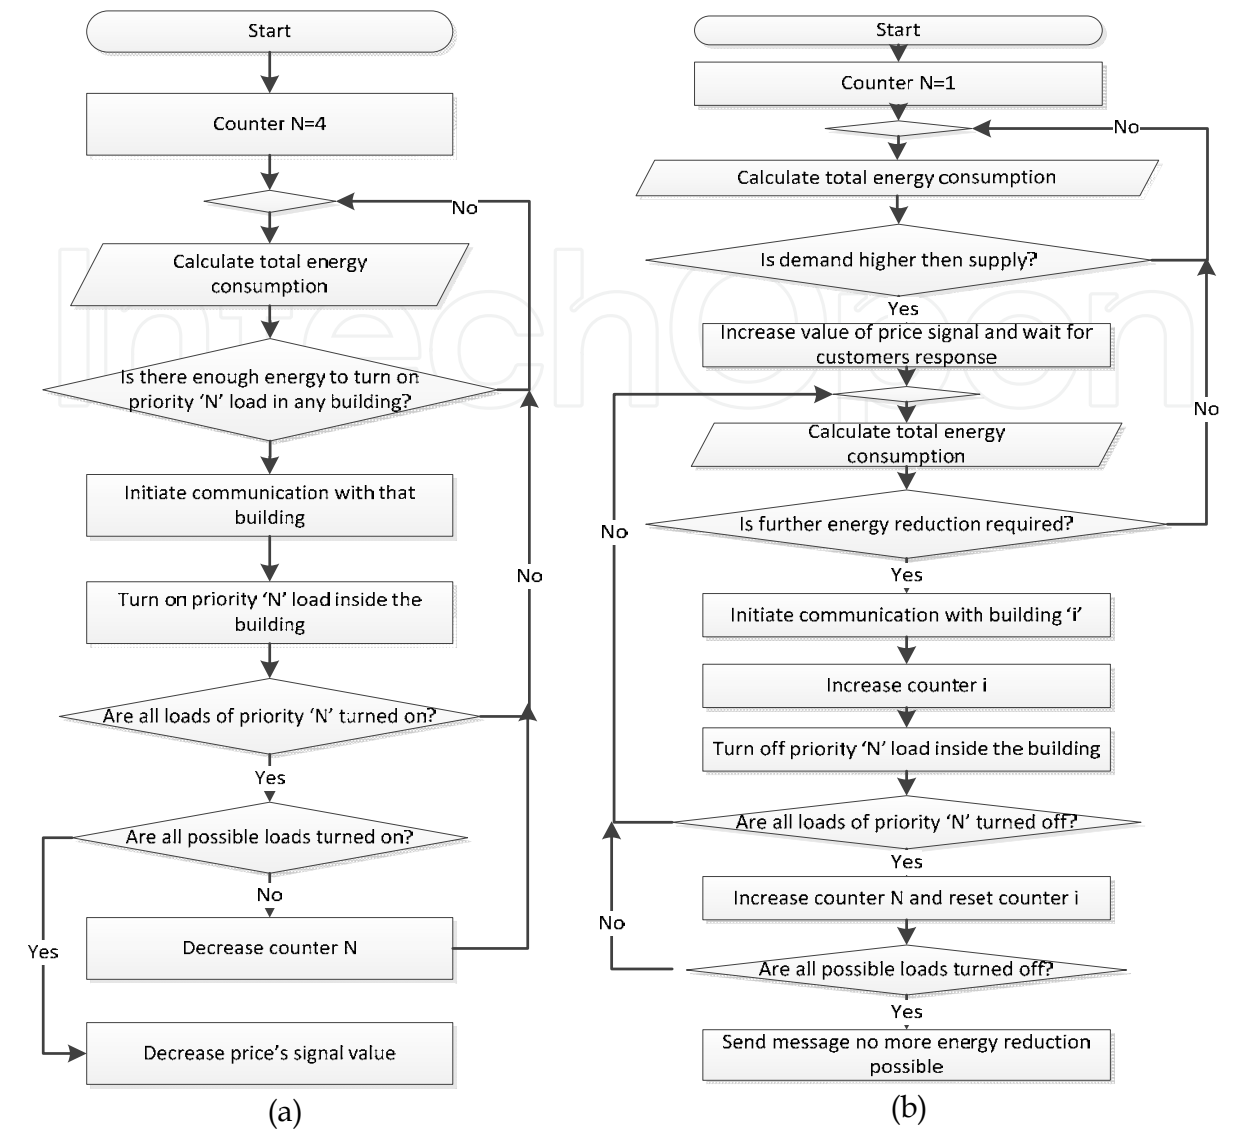 Start
Counter N=4
No
Calculate total energy
consumption
Is there enough energy to turn on
priority ‘N’ load in any building?
Initiate communication with that
building
Turn on priority ‘N’ load inside the
building
No
Are all loads of priority ‘N’ turned on?
Yes
Are all possible loads turned on?
No
Decrease counter N
Yes
Decrease price’s signal value
(a)
Start
Counter N=1
No
Calculate total energy consumption
Is demand higher then supply?
Yes
Increase value of price signal and wait for
customers response
No
Calculate total energy
consumption
Is further energy reduction required?
No
Yes
Initiate communication with building ‘i’
Increase counter i
Turn off priority ‘N’ load inside the building
Are all loads of priority ‘N’ turned off?
Yes
Increase counter N and reset counter i
No
Are all possible loads turned off?
Yes
Send message no more energy reduction
possible
(b)
InTechOpen